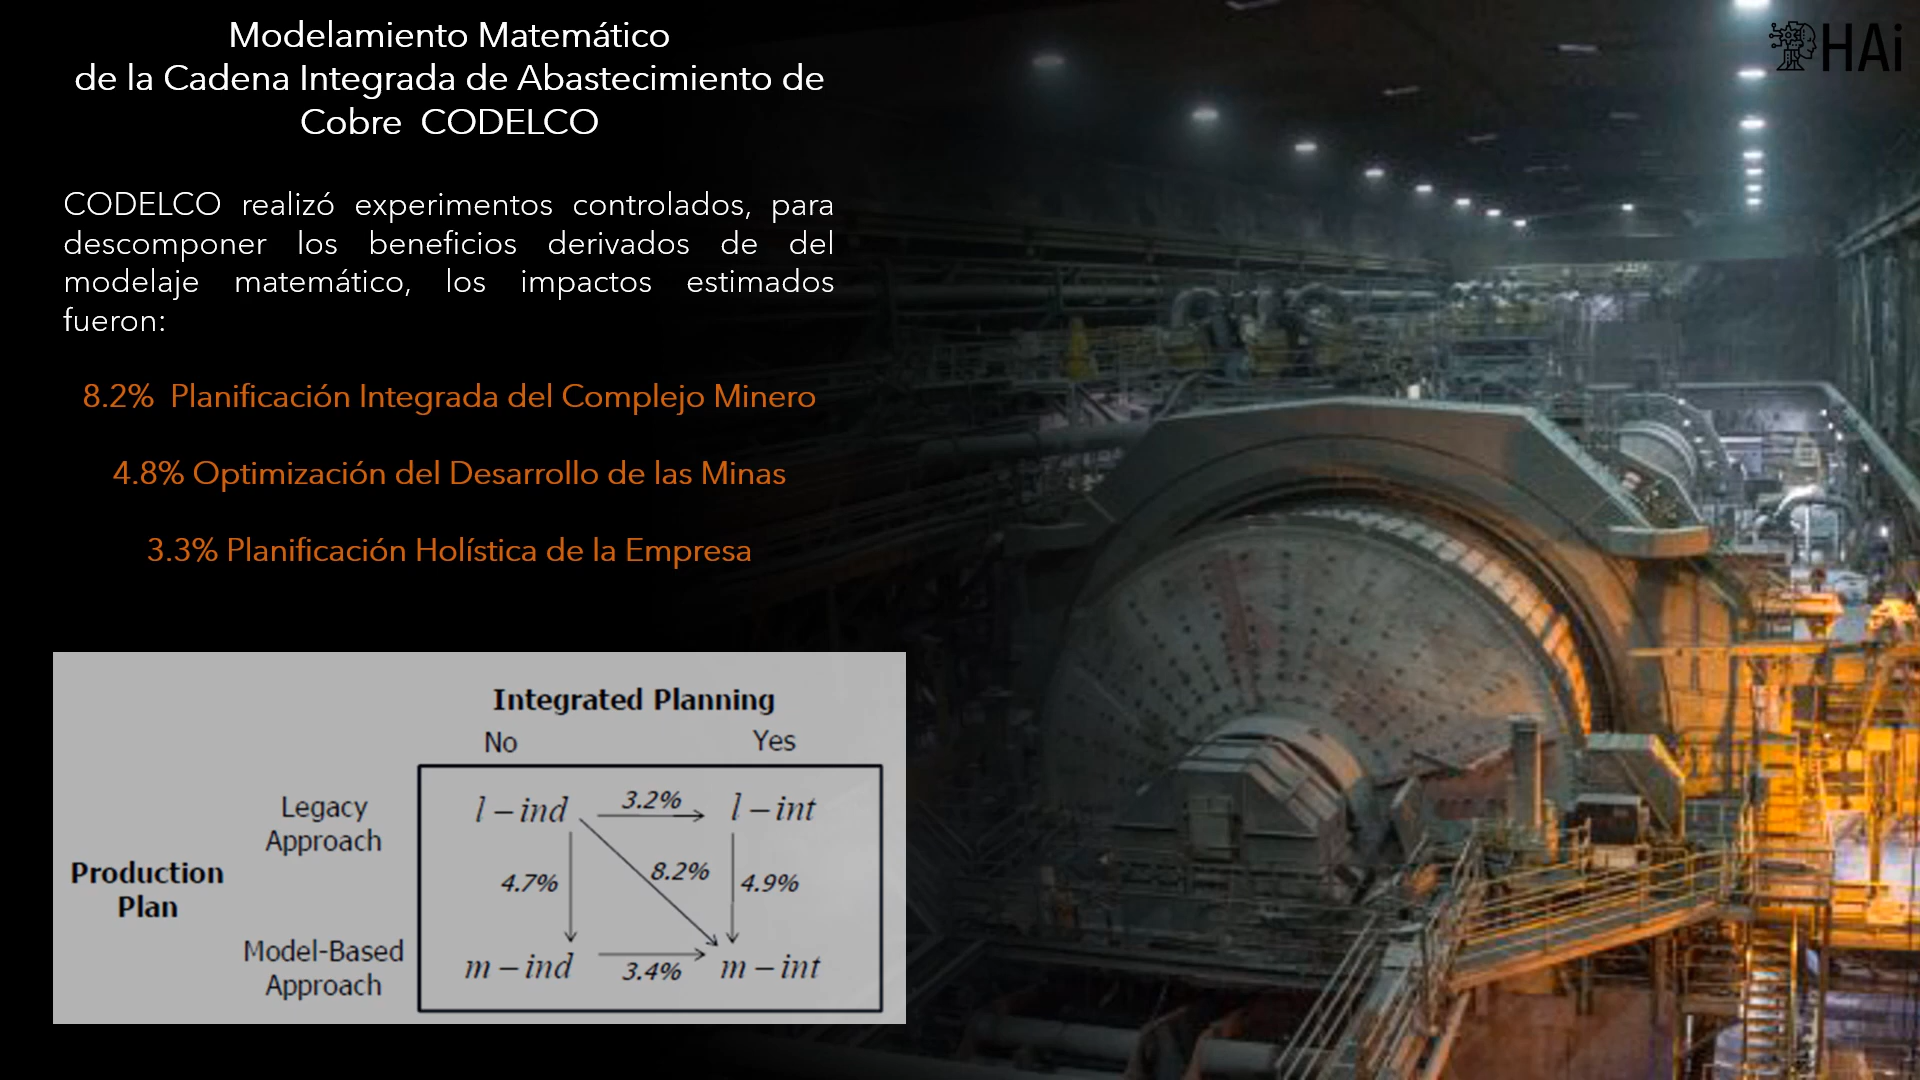 Modelamiento Matemático
de la Cadena Integrada de Abastecimiento de
Cobre  CODELCO
HAi
CODELCO realizó experimentos controlados, para
descomponer los beneficios derivados de del
modelaje matemático, los impactos estimados
fueron:
8.2%  Planificación Integrada del Complejo Minero
4.8% Optimización del Desarrollo de las Minas
3.3% Planificación Holística de la Empresa
Integrated Planning
No Yes
Legacy
Approach
l – ind 3.2% l – int
Production
Plan
4.7% 8.2% 4.9%
Model-Based
Approach
m – ind 3.4% m – int